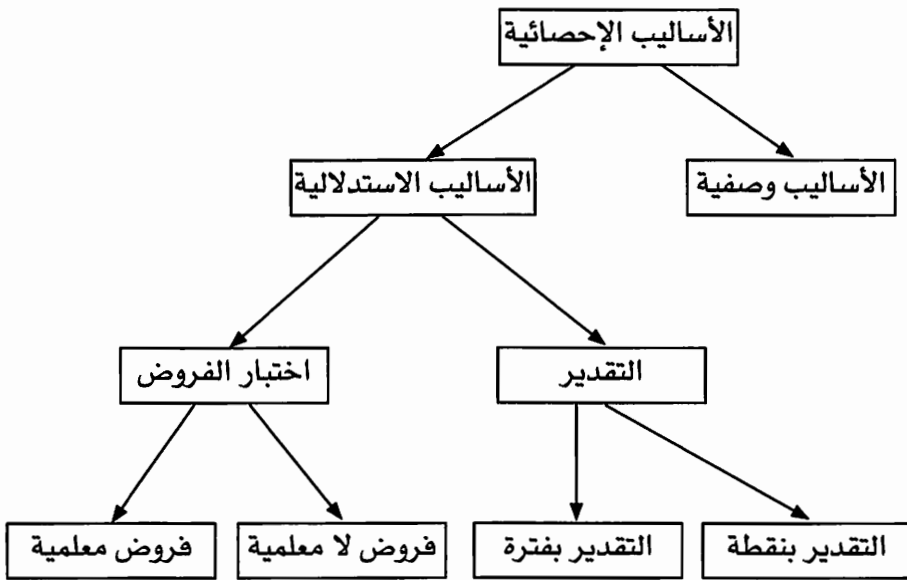 الأساليب الإحصائية
الأساليب وصفية
الأساليب الاستدلالية
التقدير
اختبار الفروض
التقدير بنقطة
التقدير بفترة
فروض لا معلمية
فروض معلمية